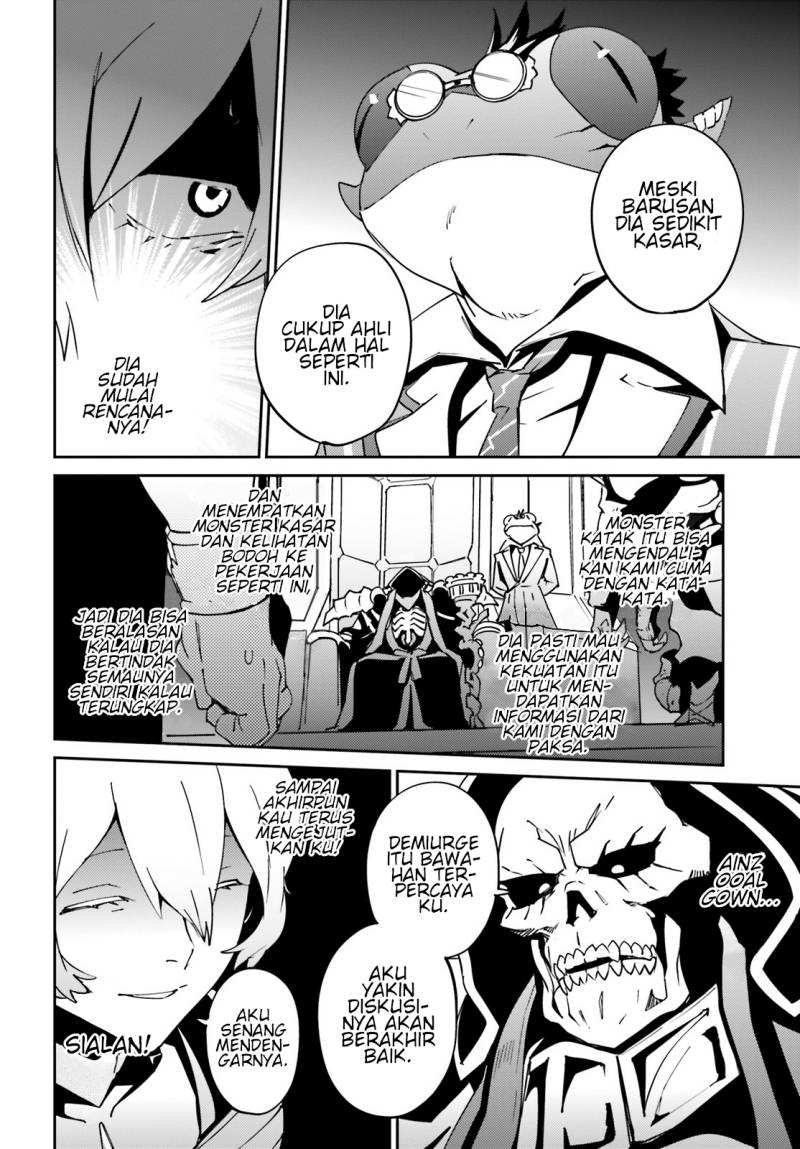 MESKI
BARUSAN
DIA SEDIKIT
KASAR,
DIA
CUKUP AHLI
DALAM HAL
SEPERTI
INI.
DIA
SUDAH
MULAI
RENCANA-
NYA!
MONSTER
KATAK ITU BISA
MENGENDALI-
KAN KAMI CUMA
DENGAN KATA-
KATA.
DIA PASTI MAU
MENGGUNAKAN
KEKUATAN ITU
UNTUK MEN-
DAPATKAN
INFORMASI DARI
KAMI DENGAN
PAKSA.
DAN
MENEMPATKAN
MONSTER KASAR
DAN KELIHATAN
BODOH KE
PEKERJAAN
SEPERTI INI,
JADI DIA BISA
BERALASAN
KALAU DIA
BERTINDAK
SEMAUNYA
SENDIRI KALAU
TERUNGKAP.
AINZ
OOAL
GOWN...
DEMIURGE
ITU BAWA-
HAN TER-
PERCAYA
KU.
AKU
YAKIN
DISKUSI-
NYA AKAN
BERAKHIR
BAIK.
SAMPAI
AKHIRPUN
KAU TERUS
MENGEJUT-
KAN KU!
AKU
SENANG
MENDEN-
GARNYA.
SIALAN!